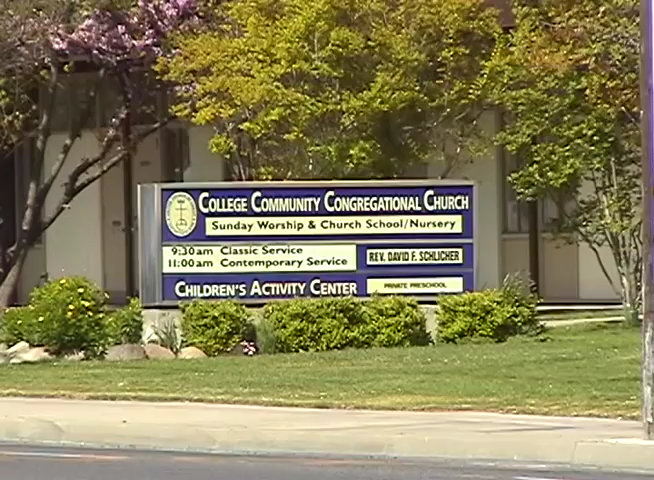 COLLEGE COMMUNITY CONGREGATIONAL CHURCH
Sunday Worship & Church School/Nursery
9:30am Classic Service
11:00am Contemporary Service
REV. DAVID F. SCHLICHER
CHILDREN'S ACTIVITY CENTER
PRIVATE PRESCHOOL